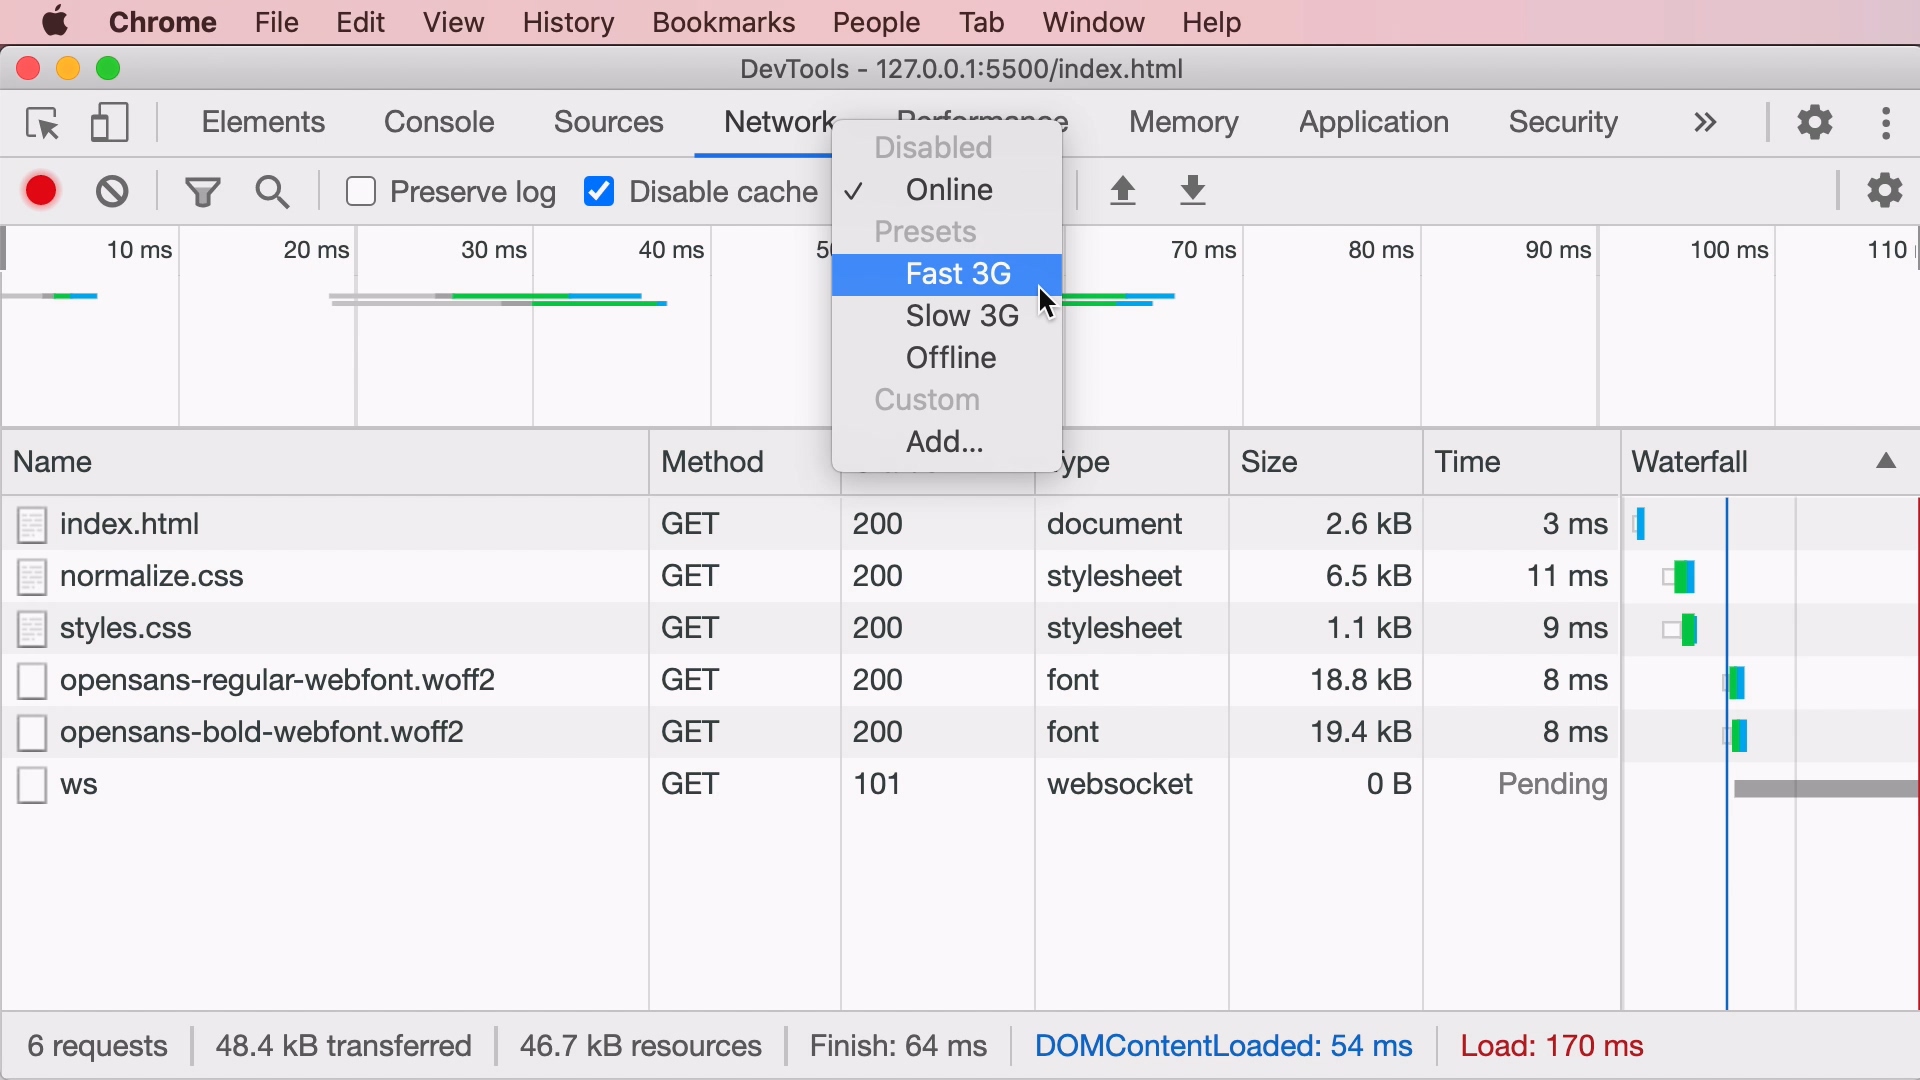 Chrome File Edit View History Bookmarks People Tab Window Help
DevTools - 127.0.0.1:5500/index.html
Elements Console Sources Network Performance Memory Application Security
Preserve log Disable cache
Disabled
✓ Online
Presets
Fast 3G
Slow 3G
Offline
Custom
Add...
10 ms 20 ms 30 ms 40 ms 70 ms 80 ms 90 ms 100 ms 110
Name Method ype Size Time Waterfall ▲
index.html GET 200 document 2.6 kB 3 ms
normalize.css GET 200 stylesheet 6.5 kB 11 ms
styles.css GET 200 stylesheet 1.1 kB 9 ms
opensans-regular-webfont.woff2 GET 200 font 18.8 kB 8 ms
opensans-bold-webfont.woff2 GET 200 font 19.4 kB 8 ms
ws GET 101 websocket 0 B Pending
6 requests 48.4 kB transferred 46.7 kB resources Finish: 64 ms DOMContentLoaded: 54 ms Load: 170 ms